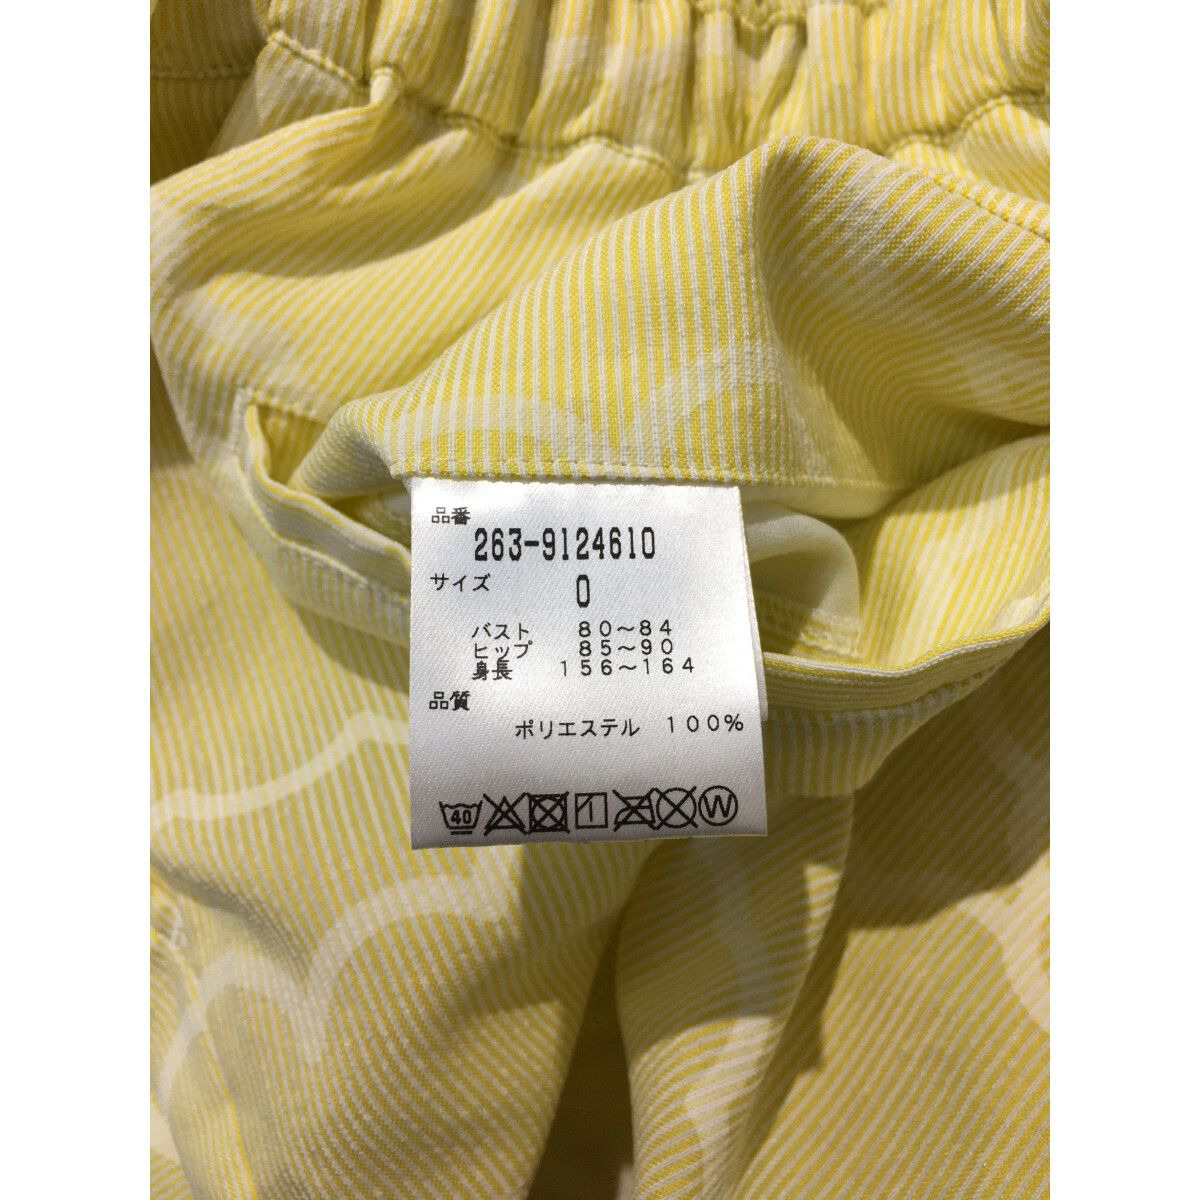 品番
263-9124610
サイズ
0
バスト 80～84
ヒップ 85～90
身長 156～164
品質
ポリエステル 100%
40 W